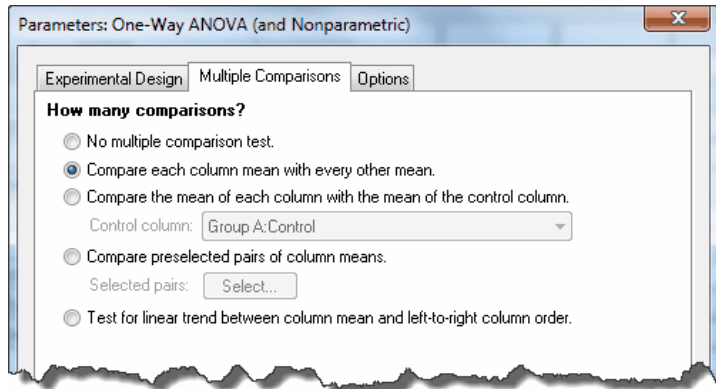 Parameters: One-Way ANOVA (and Nonparametric)
Experimental Design Multiple Comparisons Options
How many comparisons?
No multiple comparison test.
Compare each column mean with every other mean.
Compare the mean of each column with the mean of the control column.
Control column: Group A:Control
Compare preselected pairs of column means.
Selected pairs: Select...
Test for linear trend between column mean and left-to-right column order.